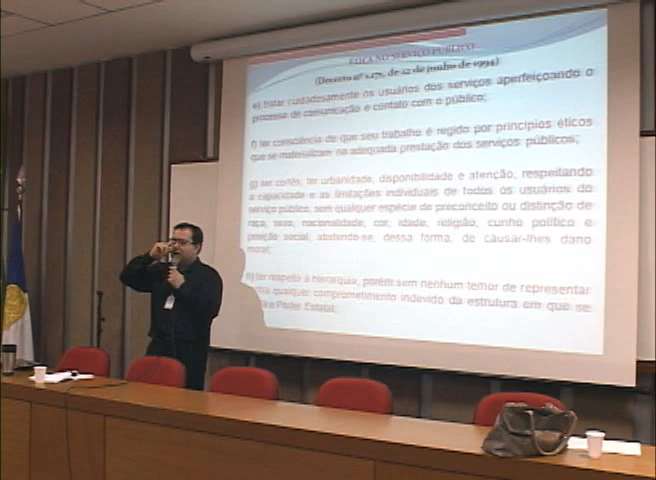 ÉTICA NO SERVIÇO PÚBLICO
(Decreto nº 1.171, de 22 de junho de 1994)
e) tratar cuidadosamente os usuários dos serviços aperfeiçoando o
processo de comunicação e contato com o público;
f) ter consciência de que seu trabalho é regido por princípios éticos
que se materializam na adequada prestação dos serviços públicos;
g) ser cortês, ter urbanidade, disponibilidade e atenção, respeitando
a capacidade e as limitações individuais de todos os usuários do
serviço público, sem qualquer espécie de preconceito ou distinção de
raça, sexo, nacionalidade, cor, idade, religião, cunho político e
posição social, abstendo-se, dessa forma, de causar-lhes dano
moral;
h) ter respeito à hierarquia, porém sem nenhum temor de representar
contra qualquer comprometimento indevido da estrutura em que se
o Poder Estatal;